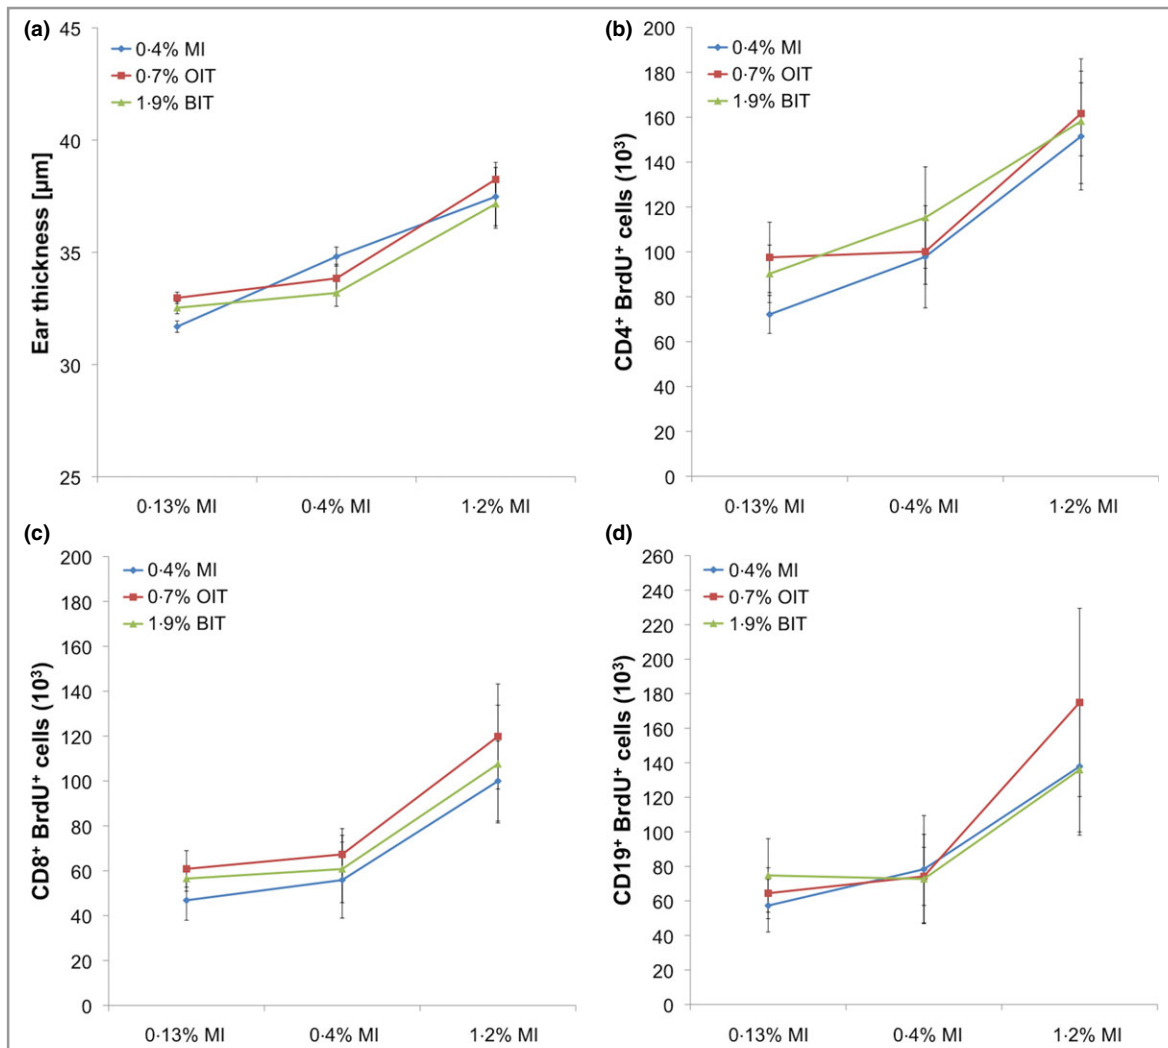 (a)
45
40
35
30
25
Ear thickness [µm]
0·4% MI
0·7% OIT
1·9% BIT
0·13% MI 0·4% MI 1·2% MI
(b)
200
180
160
140
120
100
80
60
40
20
0
CD4⁺ BrdU⁺ cells (10³)
0·4% MI
0·7% OIT
1·9% BIT
0·13% MI 0·4% MI 1·2% MI
(c)
200
180
160
140
120
100
80
60
40
20
0
CD8⁺ BrdU⁺ cells (10³)
0·4% MI
0·7% OIT
1·9% BIT
0·13% MI 0·4% MI 1·2% MI
(d)
260
240
220
200
180
160
140
120
100
80
60
40
20
0
CD19⁺ BrdU⁺ cells (10³)
0·4% MI
0·7% OIT
1·9% BIT
0·13% MI 0·4% MI 1·2% MI